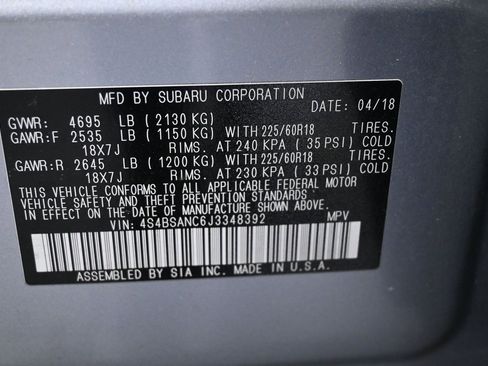 MFD BY SUBARU CORPORATION
GVWR: 4695 LB (2130 KG) DATE: 04/18
GAWR:F 2535 LB (1150 KG) WITH 225/60R18 TIRES.
18X7J RIMS. AT 240 KPA (35 PSI) COLD
GAWR:R 2645 LB (1200 KG) WITH 225/60R18 TIRES.
18X7J RIMS. AT 230 KPA (33 PSI) COLD
THIS VEHICLE CONFORMS TO ALL APPLICABLE FEDERAL MOTOR
VEHICLE SAFETY AND THEFT PREVENTION STANDARDS
IN EFFECT ON THE DATE OF MANUFACTURE SHOWN ABOVE.
VIN: 4S4BSANC6J3348392 MPV
ASSEMBLED BY SIA INC. MADE IN U.S.A.